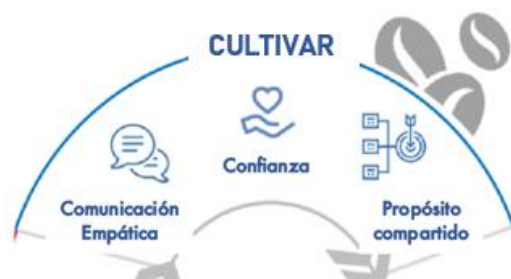 CULTIVAR
Confianza
Comunicación
Empática
Propósito
compartido